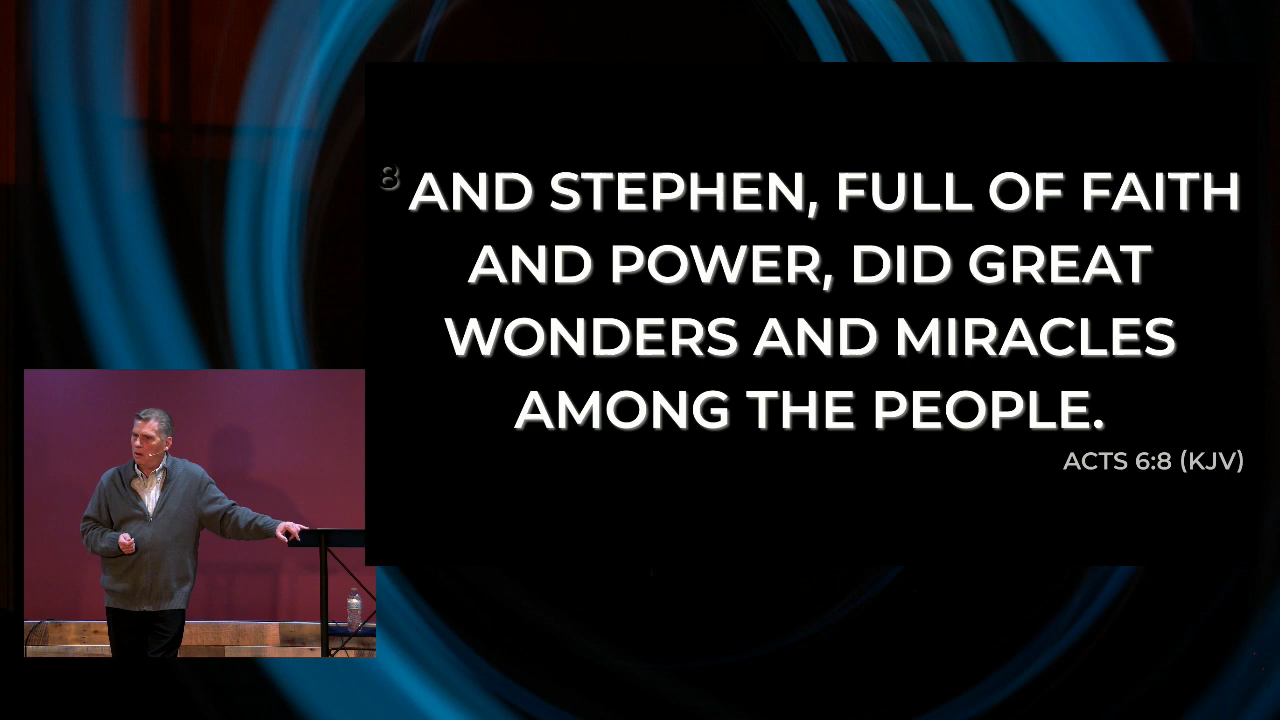 8 AND STEPHEN, FULL OF FAITH
AND POWER, DID GREAT
WONDERS AND MIRACLES
AMONG THE PEOPLE.
ACTS 6:8 (KJV)